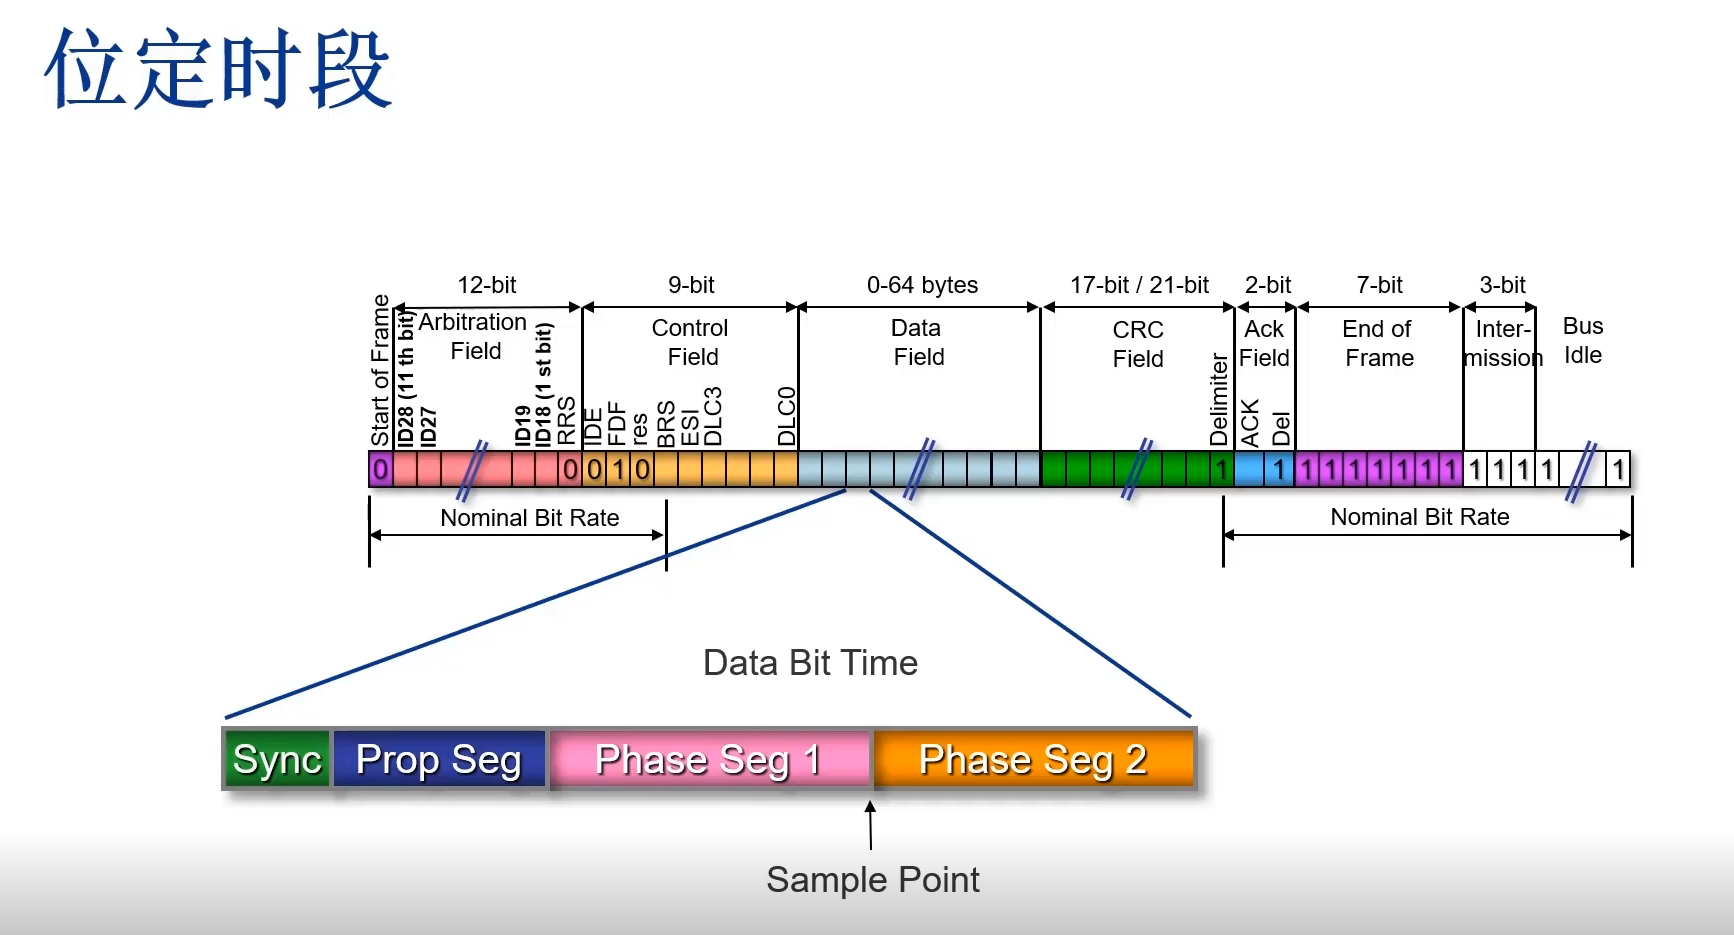 位定时段
12-bit 9-bit 0-64 bytes 17-bit / 21-bit 2-bit 7-bit 3-bit
Start of Frame
ID28 (11 th bit)
ID27
Arbitration
Field
ID19
ID18 (1 st bit)
RRS
Control
Field
IDE
FDF
res
BRS
ESI
DLC3
DLC0
Data
Field
CRC
Field
Delimiter
Ack
Field
ACK
Del
End of
Frame
Inter-
mission
Bus
Idle
0 0 0 1 0 1 1 1 1 1 1 1 1 1 1 1 1 1 1
Nominal Bit Rate
Nominal Bit Rate
Data Bit Time
Sync Prop Seg Phase Seg 1 Phase Seg 2
Sample Point